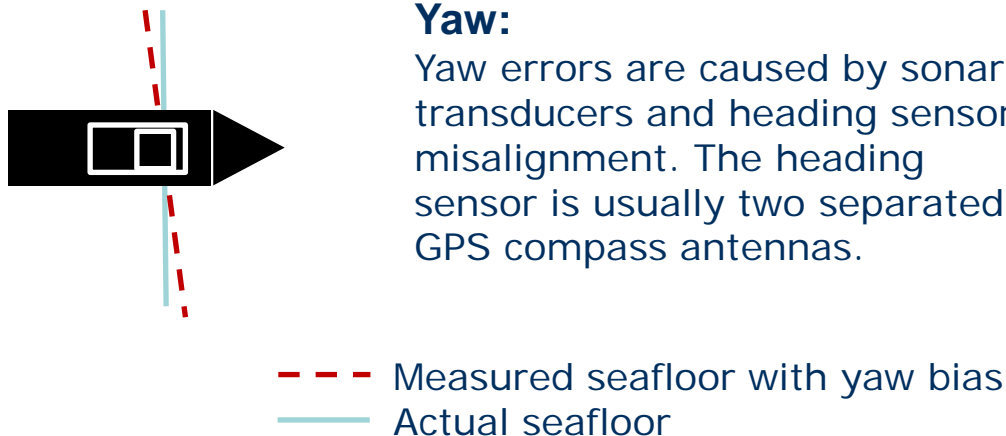 Yaw:
Yaw errors are caused by sonar
transducers and heading sensor
misalignment. The heading
sensor is usually two separated
GPS compass antennas.
Measured seafloor with yaw bias
Actual seafloor